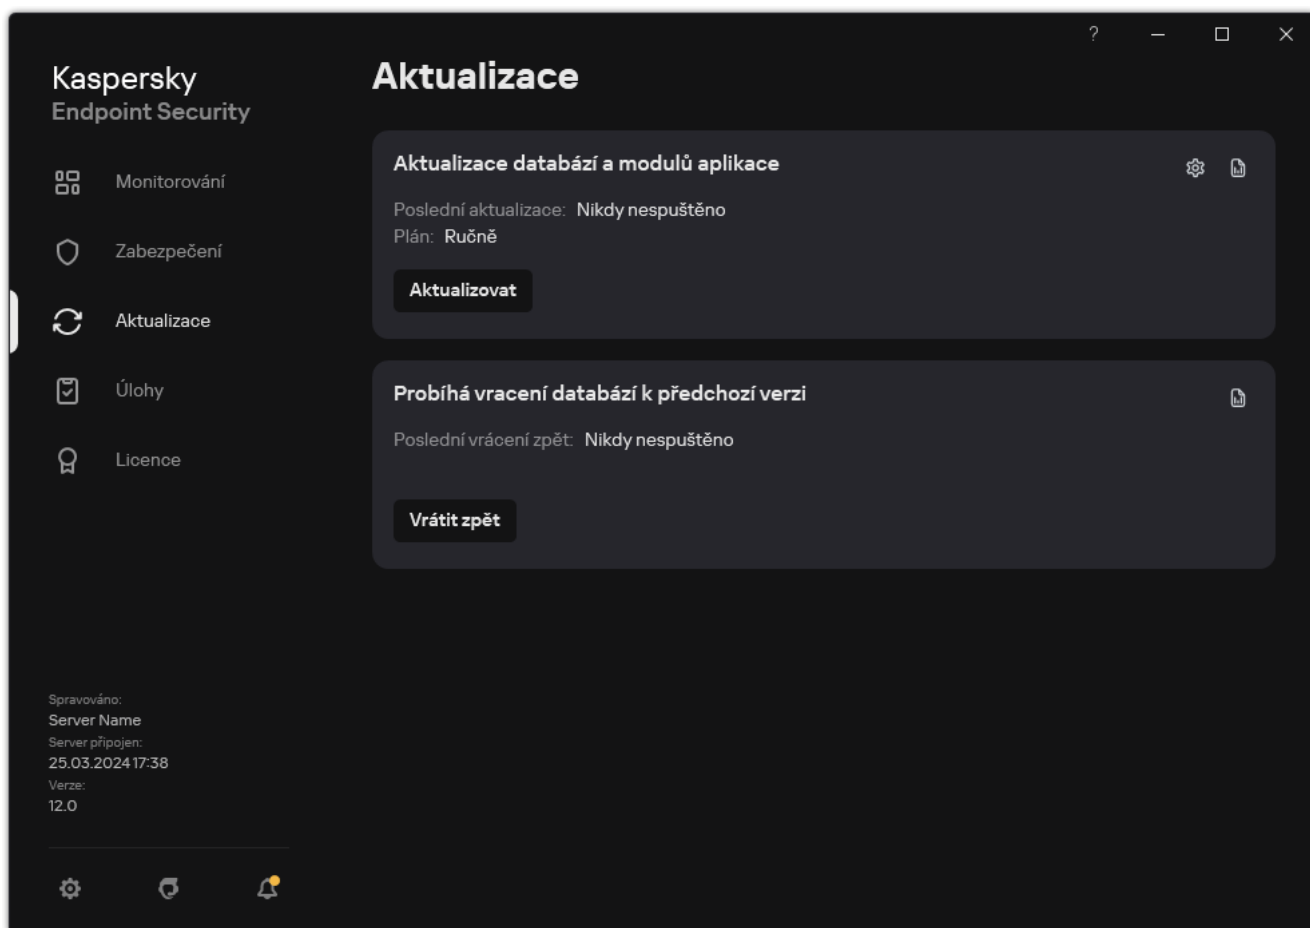 ?
Kaspersky
Endpoint Security
Monitorování
Zabezpečení
Aktualizace
Úlohy
Licence
Spravováno:
Server Name
Server připojen:
25.03.2024 17:38
Verze:
12.0
Aktualizace
Aktualizace databází a modulů aplikace
Poslední aktualizace: Nikdy nespuštěno
Plán: Ručně
Aktualizovat
Probíhá vracení databází k předchozí verzi
Poslední vrácení zpět: Nikdy nespuštěno
Vrátit zpět